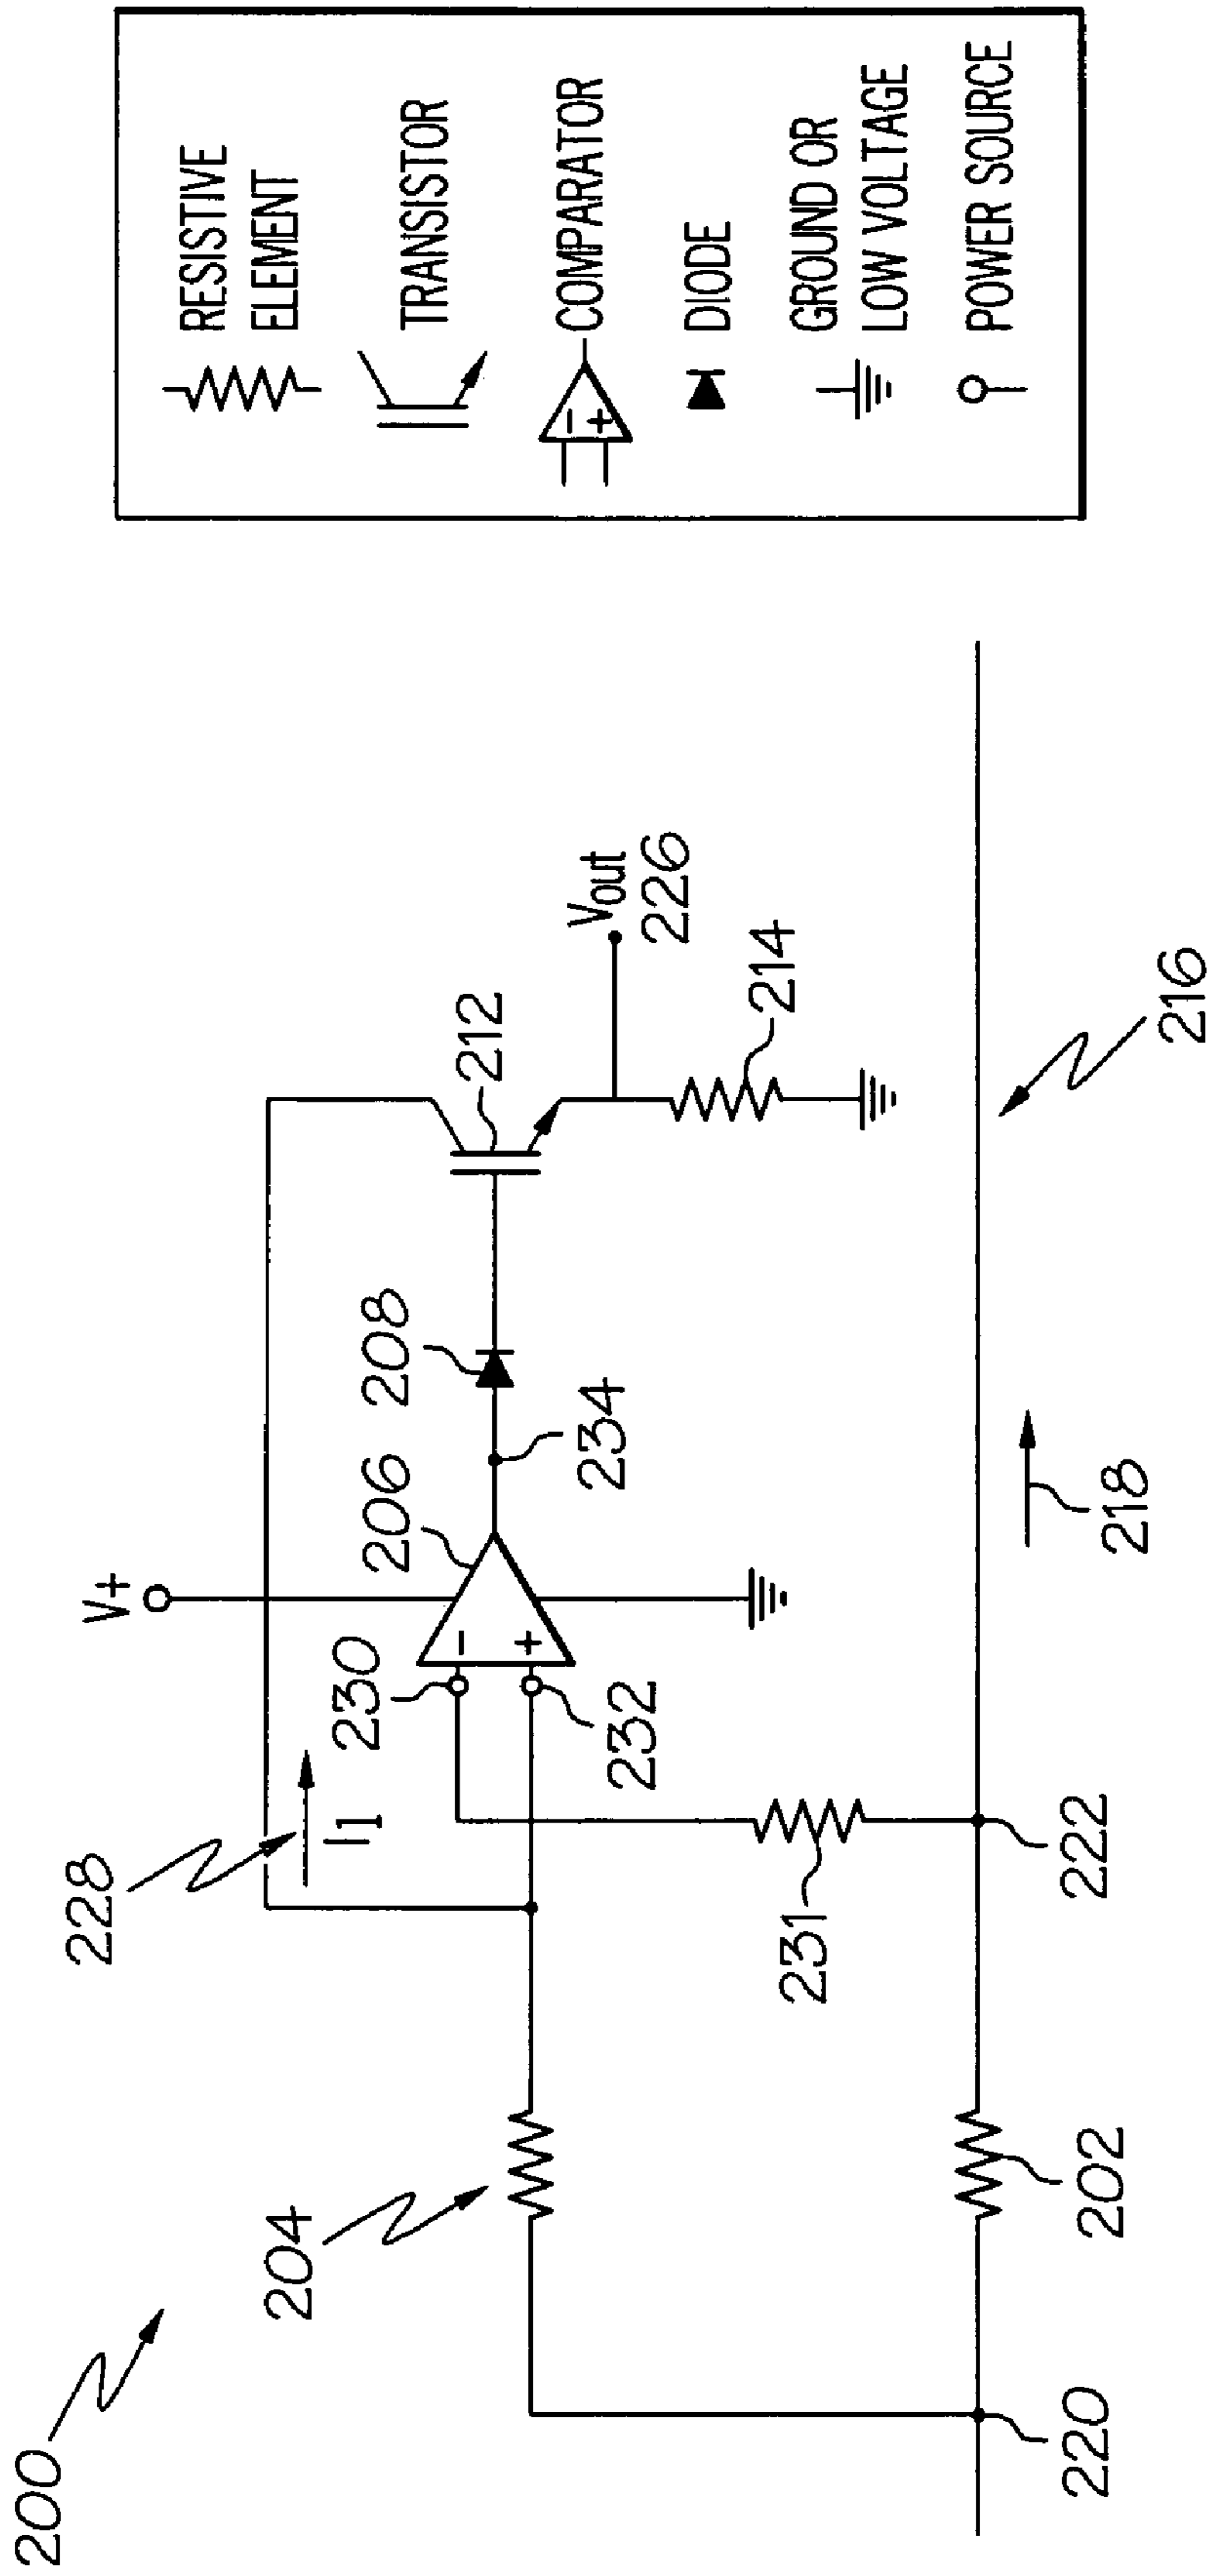 200
204
228
I1
V+
230
232
206
234
208
212
Vout
226
214
231
220
202
222
218
216
RESISTIVE
ELEMENT
TRANSISTOR
-
+
COMPARATOR
DIODE
GROUND OR
LOW VOLTAGE
POWER SOURCE
-
+